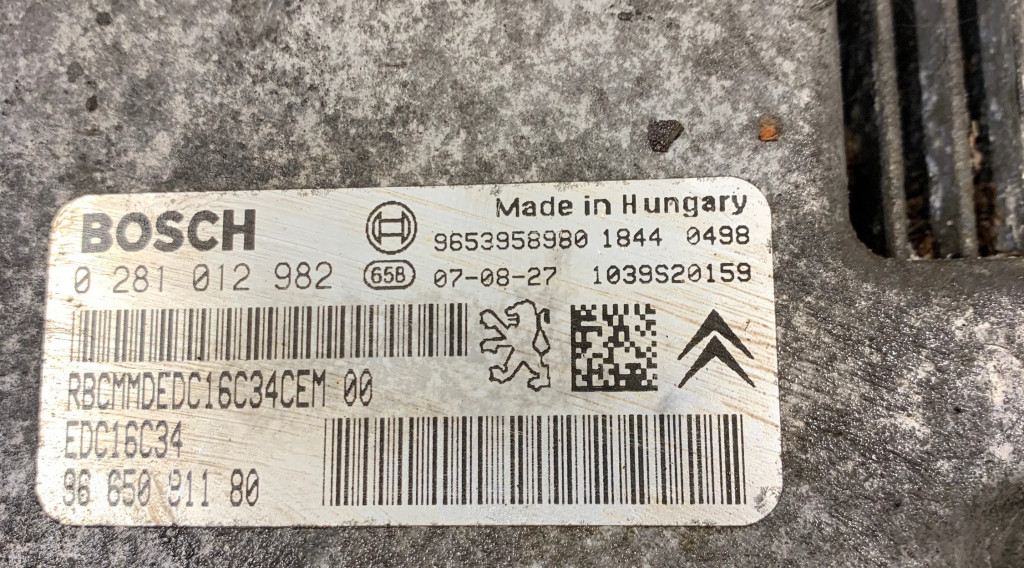 BOSCH
Made in Hungary
9653958980 1844 0498
0 281 012 982 65B 07-08-27 1039S20159
RBCMMDEDC16C34CEM 00
EDC16C34
96 650 811 80